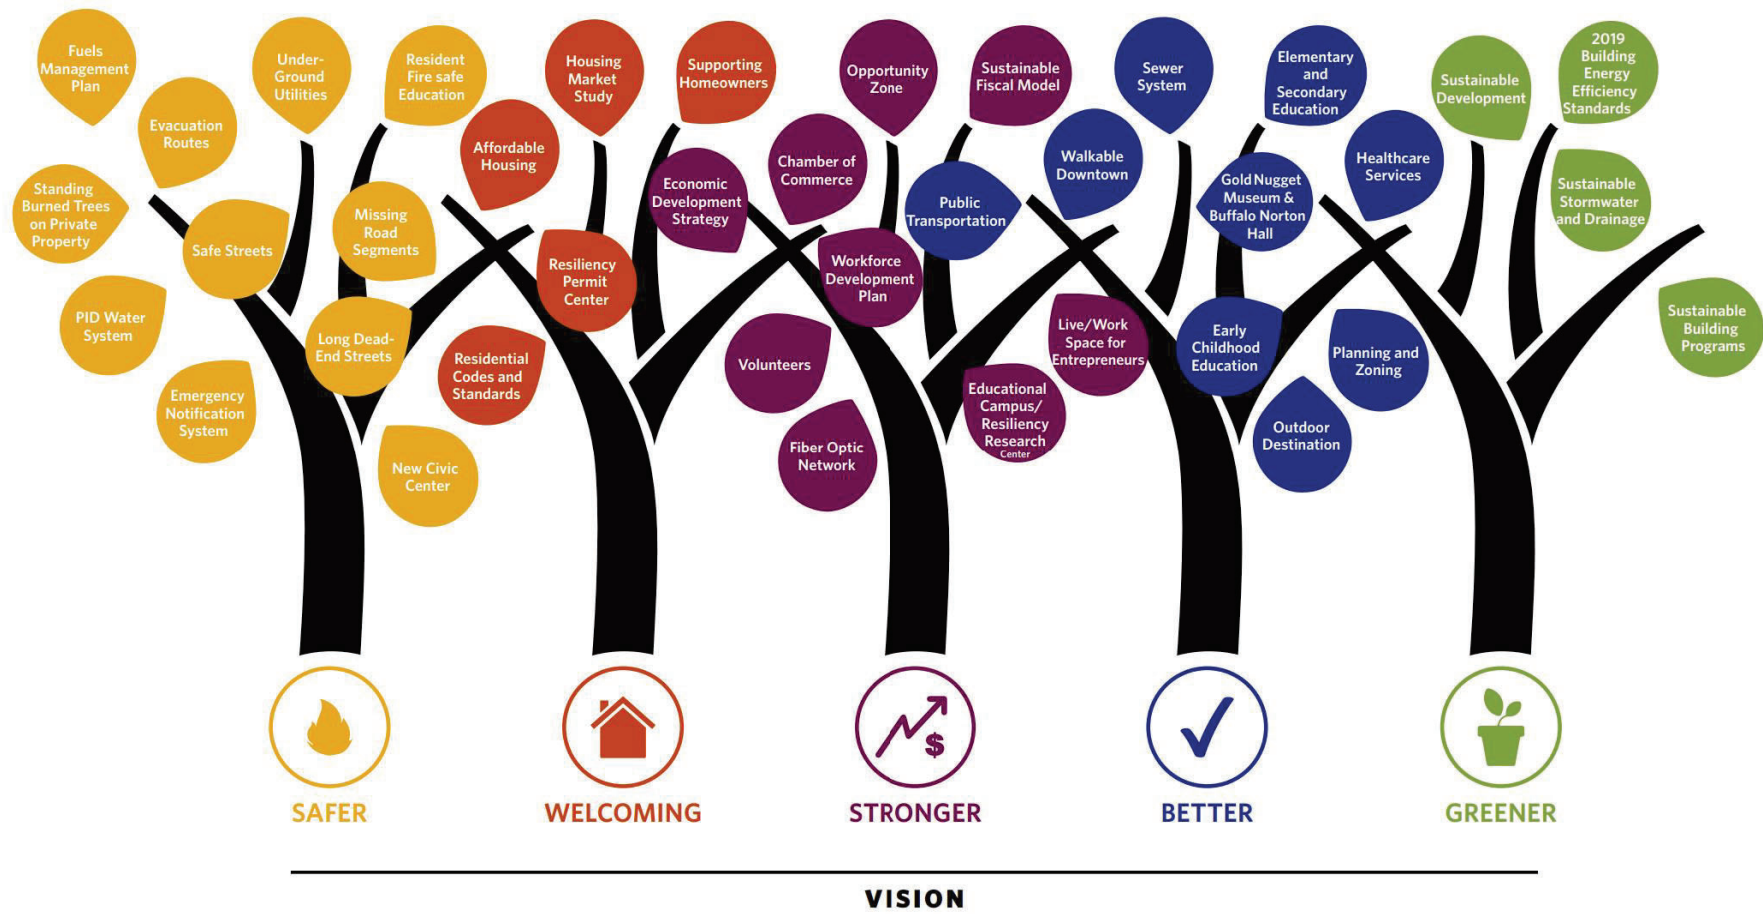 Fuels
Management
Plan
Evacuation
Routes
Under-
Ground
Utilities
Resident
Fire safe
Education
Standing
Burned Trees
on Private
Property
Safe Streets
Missing
Road
Segments
PID Water
System
Long Dead-
End Streets
Emergency
Notification
System
New Civic
Center
Housing
Market
Study
Supporting
Homeowners
Affordable
Housing
Resiliency
Permit
Center
Residential
Codes and
Standards
Opportunity
Zone
Sustainable
Fiscal Model
Chamber of
Commerce
Economic
Development
Strategy
Workforce
Development
Plan
Volunteers
Live/Work
Space for
Entrepreneurs
Educational
Campus/
Resiliency
Research
Center
Fiber Optic
Network
Sewer
System
Elementary
and
Secondary
Education
Walkable
Downtown
Public
Transportation
Gold Nugget
Museum &
Buffalo Norton
Hall
Healthcare
Services
Early
Childhood
Education
Planning and
Zoning
Outdoor
Destination
Sustainable
Development
2019
Building
Energy
Efficiency
Standards
Sustainable
Stormwater
and Drainage
Sustainable
Building
Programs
$
SAFER
WELCOMING
STRONGER
BETTER
GREENER
VISION